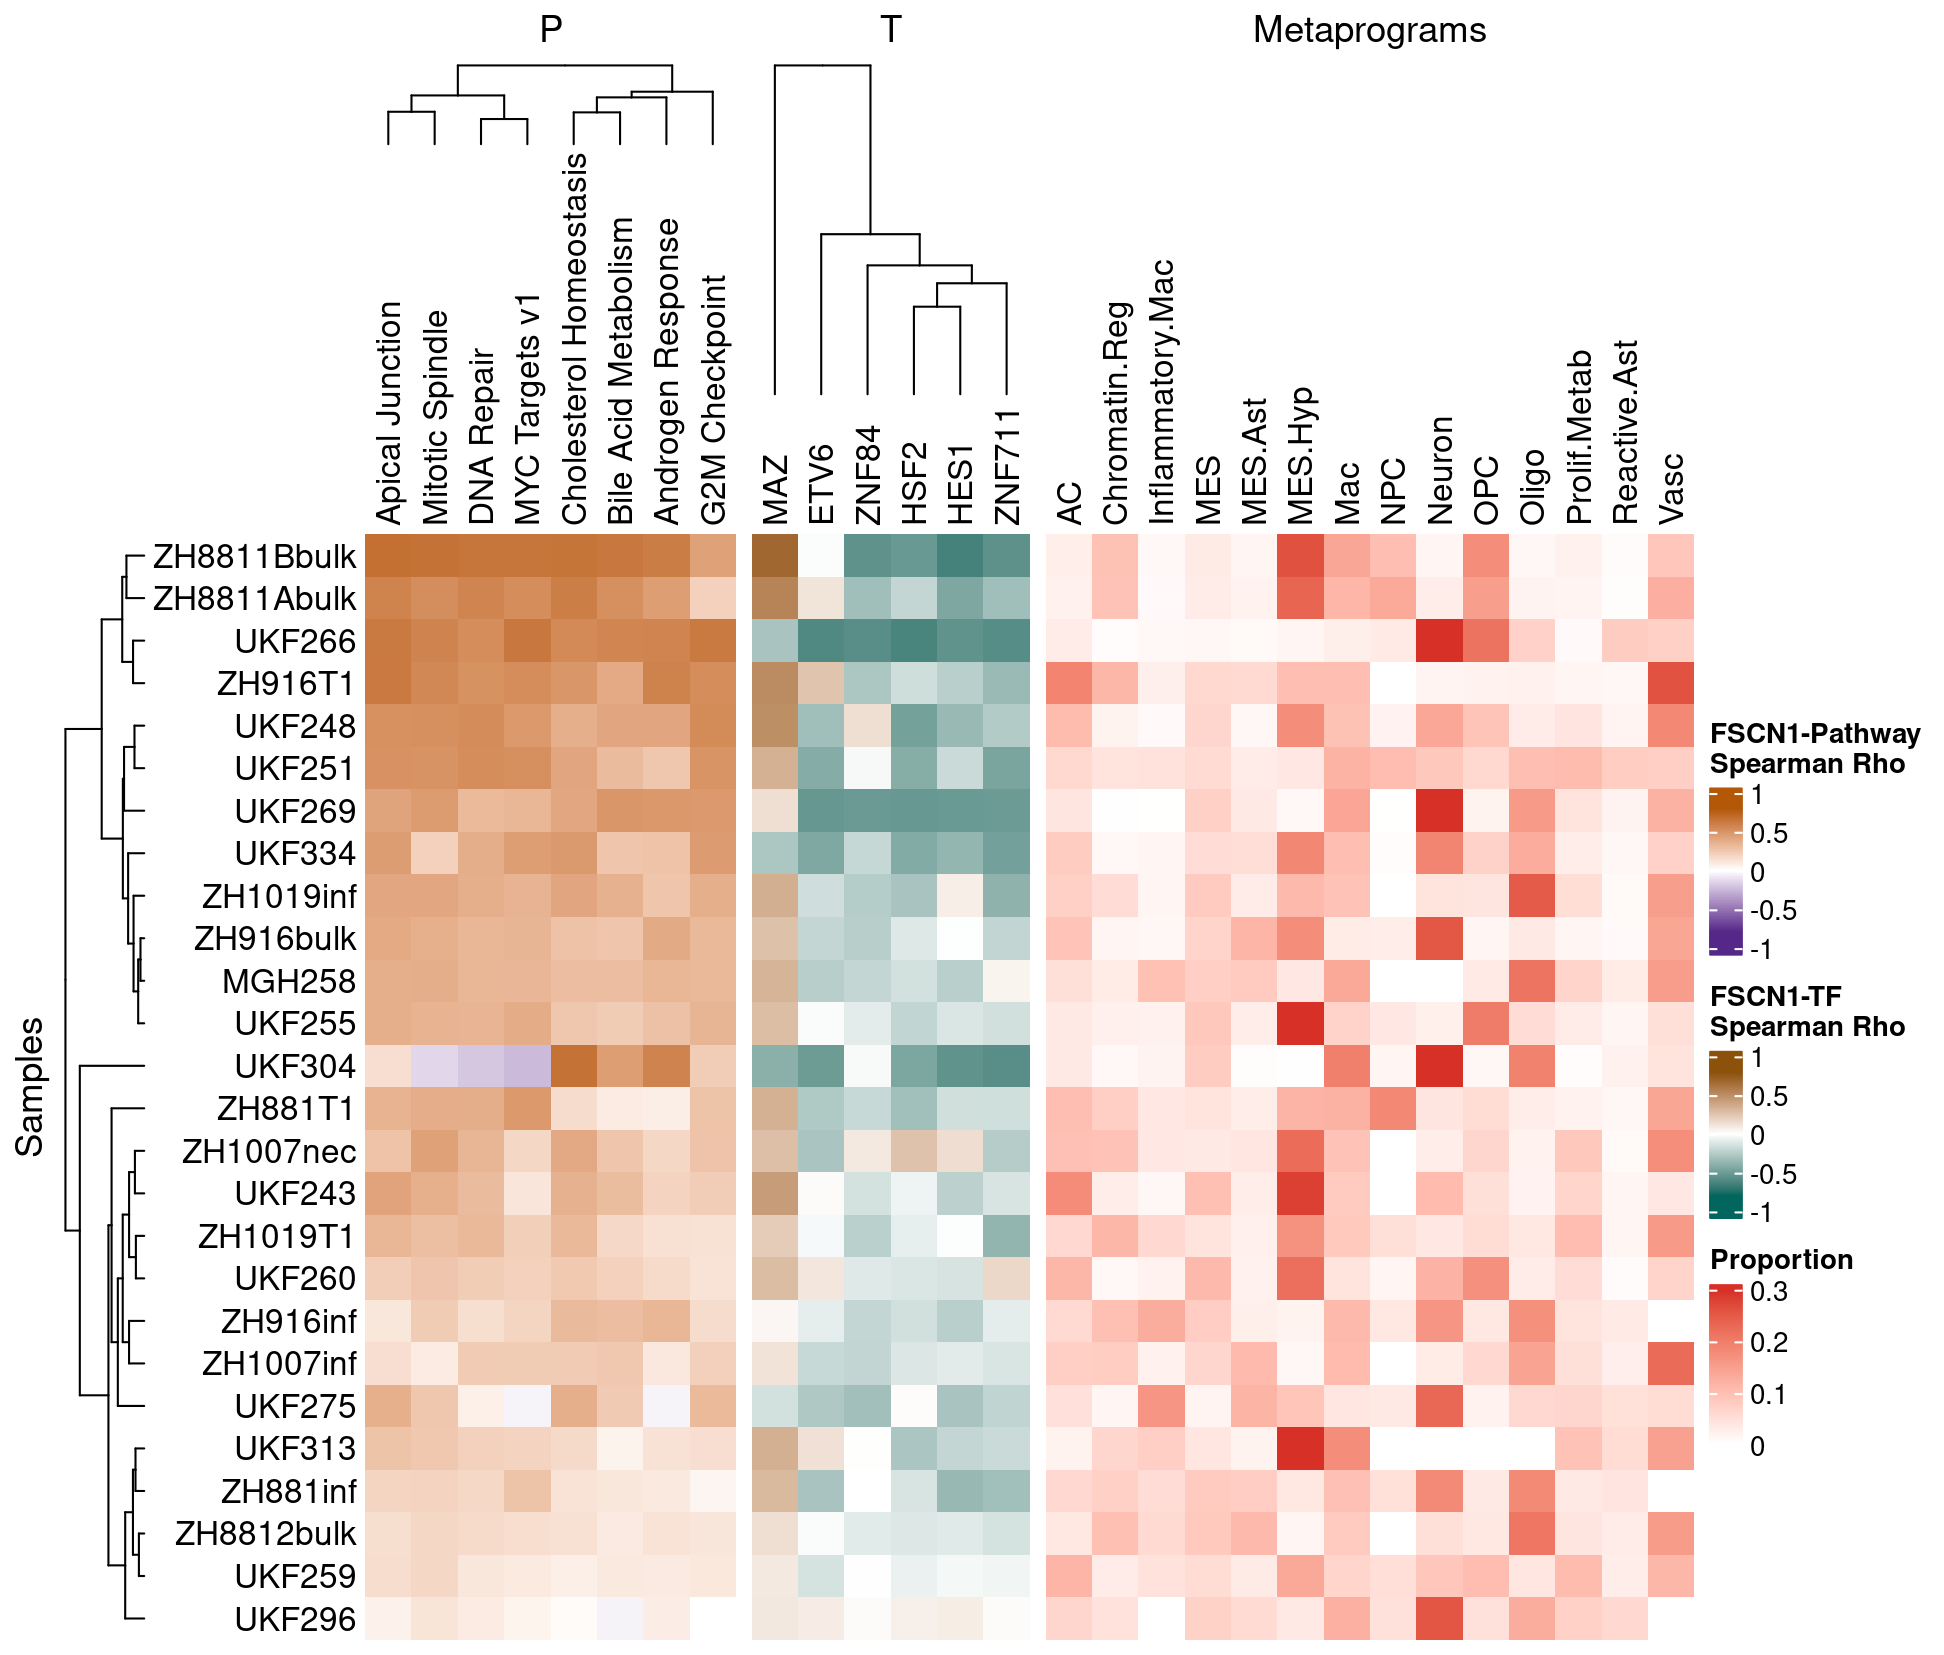 P
T
Metaprograms
Apical Junction
Mitotic Spindle
DNA Repair
MYC Targets v1
Cholesterol Homeostasis
Bile Acid Metabolism
Androgen Response
G2M Checkpoint
MAZ
ETV6
ZNF84
HSF2
HES1
ZNF711
AC
Chromatin.Reg
Inflammatory.Mac
MES
MES.Ast
MES.Hyp
Mac
NPC
Neuron
OPC
Oligo
Prolif.Metab
Reactive.Ast
Vasc
Samples
ZH8811Bbulk
ZH8811Abulk
UKF266
ZH916T1
UKF248
UKF251
UKF269
UKF334
ZH1019inf
ZH916bulk
MGH258
UKF255
UKF304
ZH881T1
ZH1007nec
UKF243
ZH1019T1
UKF260
ZH916inf
ZH1007inf
UKF275
UKF313
ZH881inf
ZH8812bulk
UKF259
UKF296
FSCN1-Pathway
Spearman Rho
1
0.5
0
-0.5
-1
FSCN1-TF
Spearman Rho
1
0.5
0
-0.5
-1
Proportion
0.3
0.2
0.1
0